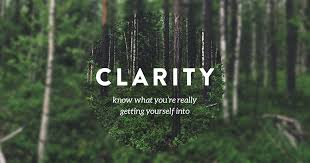 CLARITY
know what you're really
getting yourself into